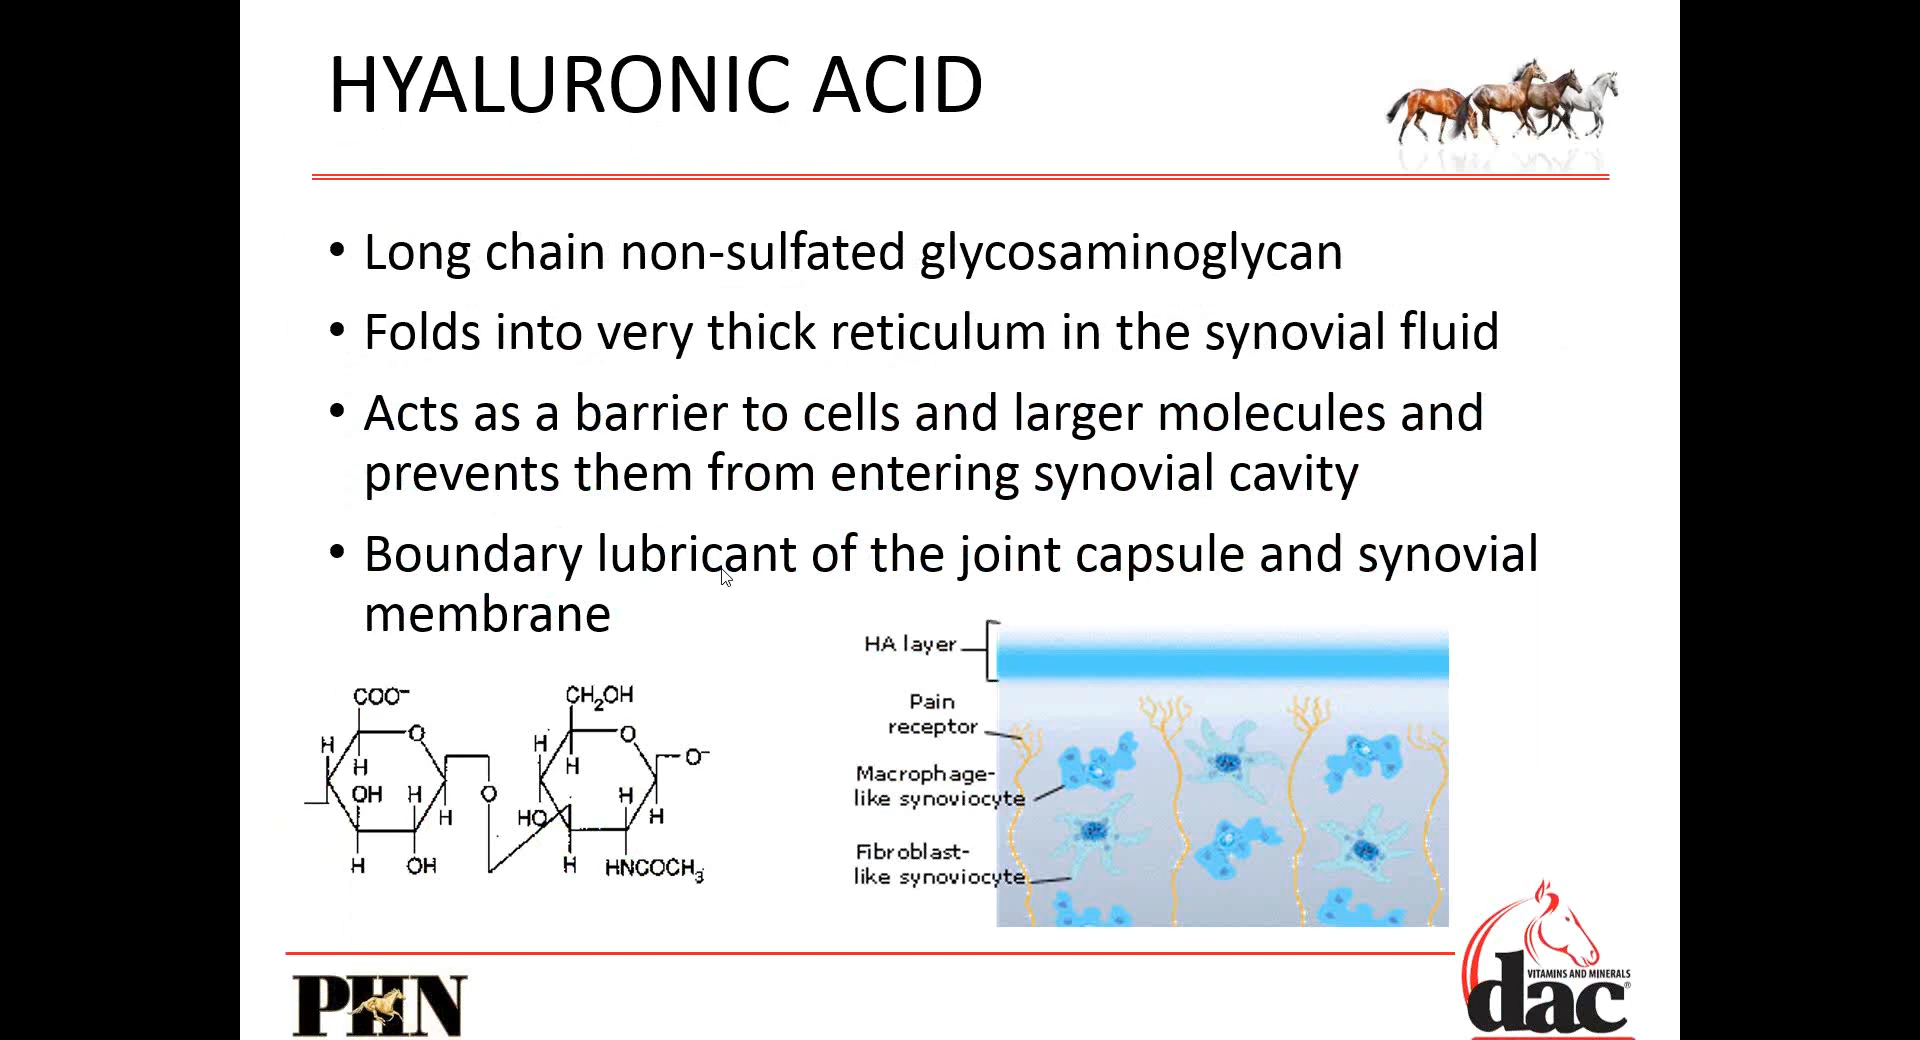 HYALURONIC ACID
• Long chain non-sulfated glycosaminoglycan
• Folds into very thick reticulum in the synovial fluid
• Acts as a barrier to cells and larger molecules and
prevents them from entering synovial cavity
• Boundary lubricant of the joint capsule and synovial
membrane
COO⁻
O
H
H
OH
H
H
H
OH
O
CH₂OH
O
H
H
O⁻
H
HO
H
H
HNCOCH₃
HA layer
Pain
receptor
Macrophage-
like synoviocyte
Fibroblast-
like synoviocyte
PHN
VITAMINS AND MINERALS
dac®